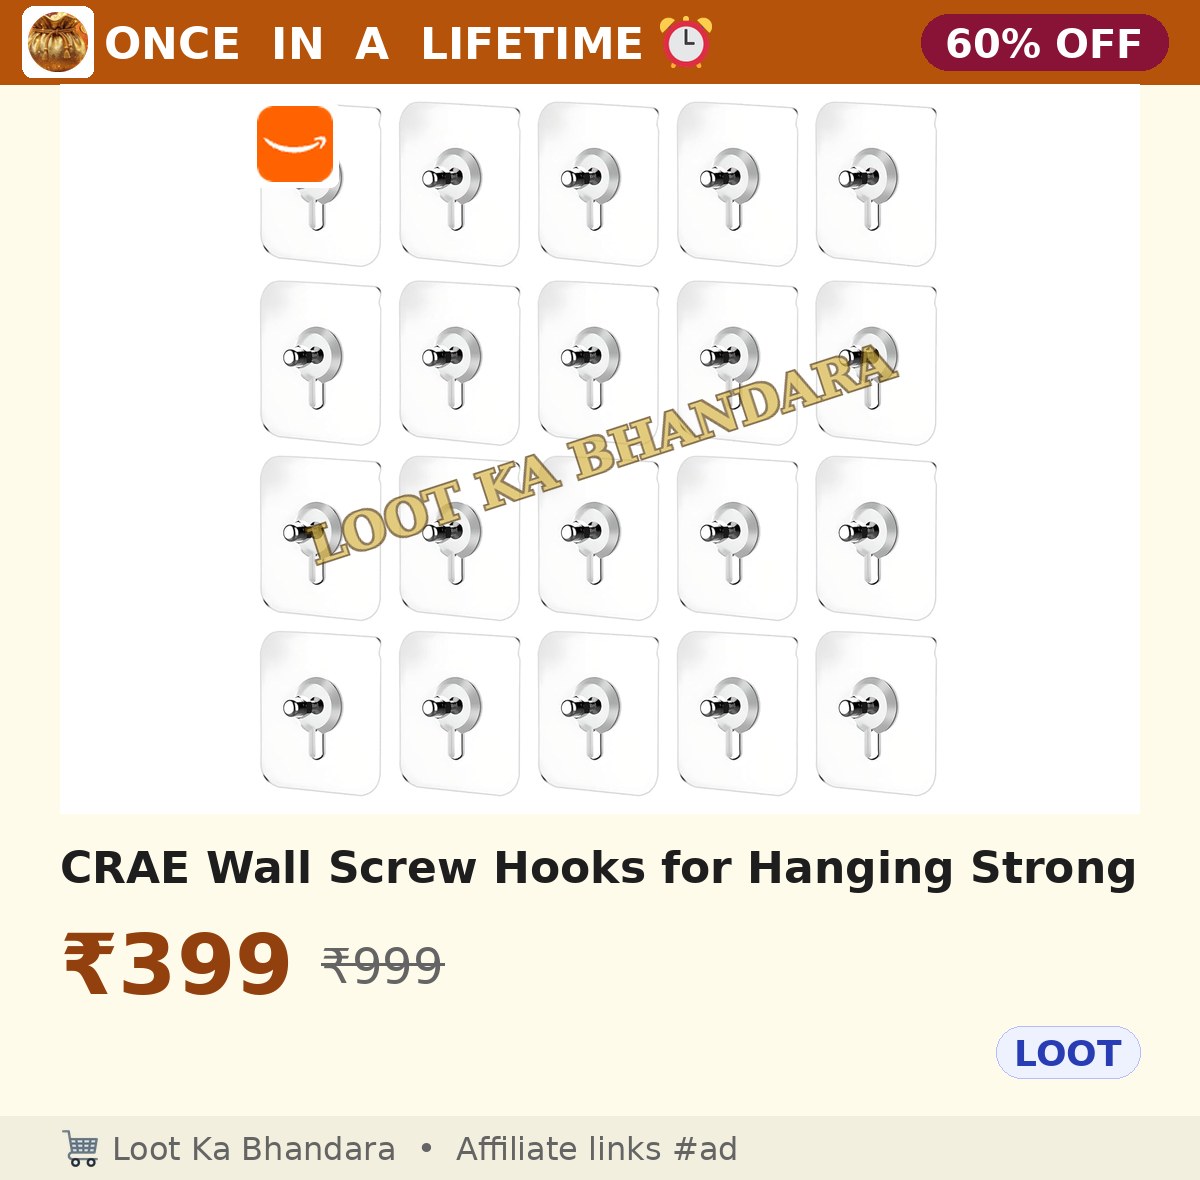 ONCE IN A LIFETIME
60% OFF
LOOT KA BHANDARA
CRAE Wall Screw Hooks for Hanging Strong
₹399 ₹999
LOOT
Loot Ka Bhandara • Affiliate links #ad